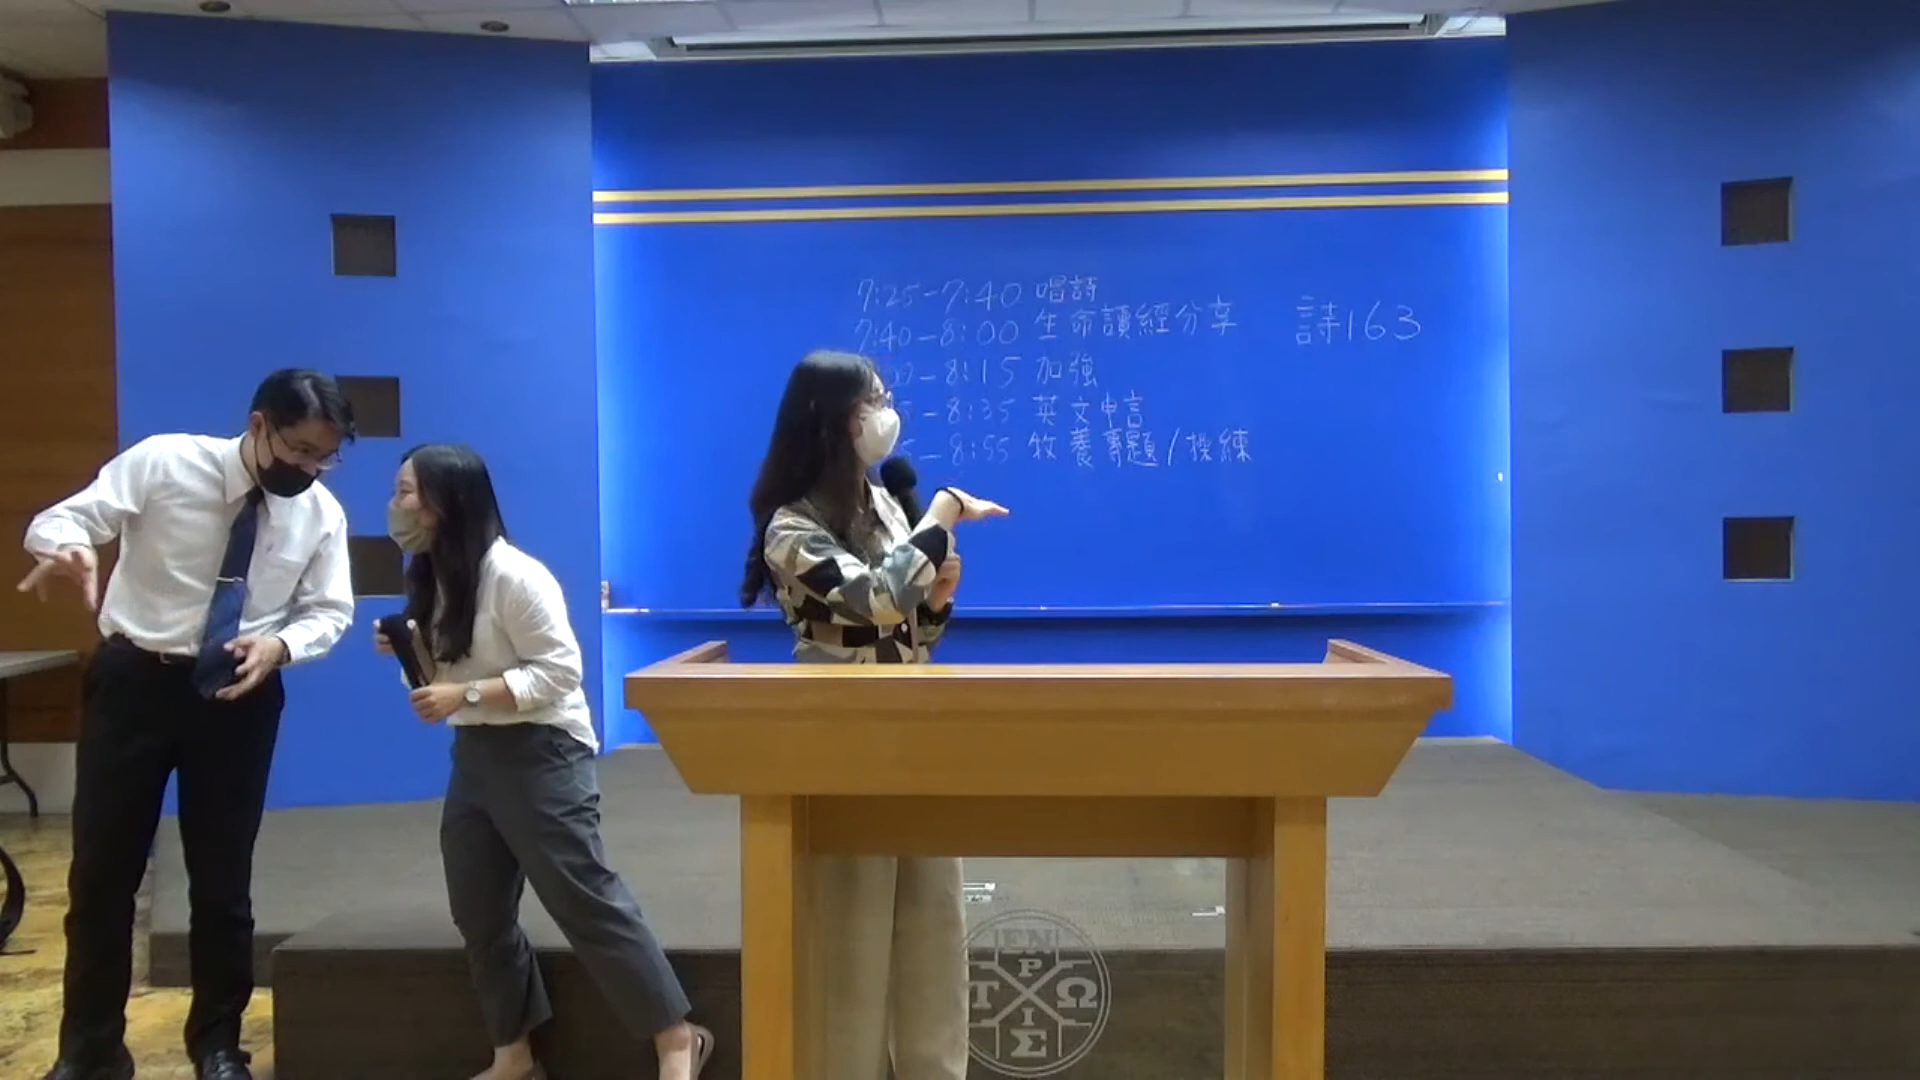 7:25-7:40 唱詩
7:40-8:00 生命讀經分享
詩163
-8:15 加強
-8:35 英文申言
-8:55 牧養專題/操練
EN
P
T X Ω
I
Σ